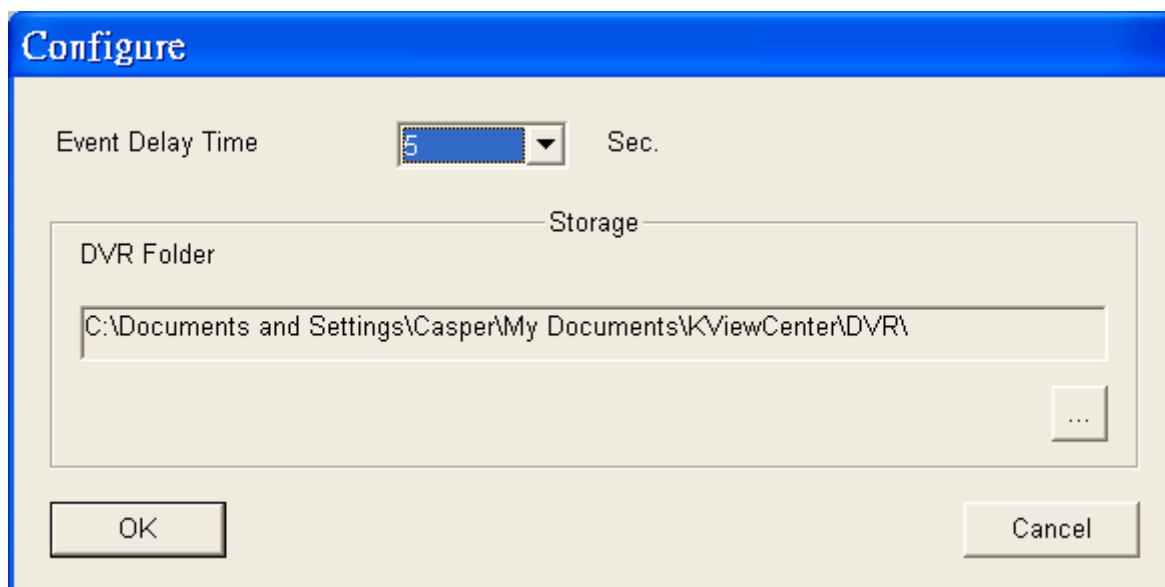 Configure
Event Delay Time 5 Sec.
Storage
DVR Folder
C:\Documents and Settings\Casper\My Documents\KViewCenter\DVR\
...
OK Cancel